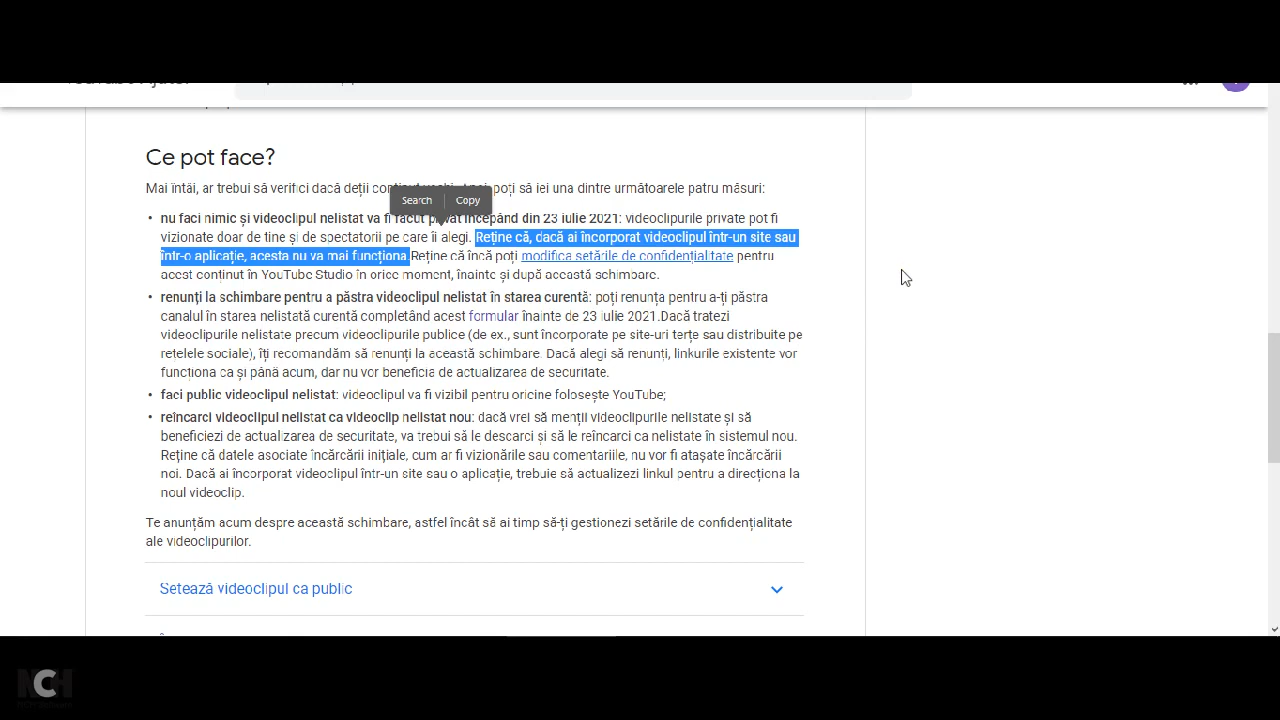 Ce pot face?
Mai întâi, ar trebui să verifici dacă deții poți să iei una dintre următoarele patru măsuri:
Search Copy
• nu faci nimic și videoclipul nelistat va fi făcut privat începând din 23 iulie 2021: videoclipurile private pot fi
vizionate doar de tine și de spectatorii pe care îi alegi. Reține că, dacă ai încorporat videoclipul într-un site sau
într-o aplicație, acesta nu va mai funcționa.Reține că încă poți modifica setările de confidențialitate pentru
acest conținut în YouTube Studio în orice moment, înainte și după această schimbare.
• renunți la schimbare pentru a păstra videoclipul nelistat în starea curentă: poți renunța pentru a-ți păstra
canalul în starea nelistată curentă completând acest formular înainte de 23 iulie 2021.Dacă tratezi
videoclipurile nelistate precum videoclipurile publice (de ex., sunt încorporate pe site-uri terțe sau distribuite pe
rețelele sociale), îți recomandăm să renunți la această schimbare. Dacă alegi să renunți, linkurile existente vor
funcționa ca și până acum, dar nu vor beneficia de actualizarea de securitate.
• faci public videoclipul nelistat: videoclipul va fi vizibil pentru oricine folosește YouTube;
• reîncarci videoclipul nelistat ca videoclip nelistat nou: dacă vrei să menții videoclipurile nelistate și să
beneficiezi de actualizarea de securitate, va trebui să le descarci și să le reîncarci ca nelistate în sistemul nou.
Reține că datele asociate încărcării inițiale, cum ar fi vizionările sau comentariile, nu vor fi atașate încărcării
noi. Dacă ai încorporat videoclipul într-un site sau o aplicație, trebuie să actualizezi linkul pentru a direcționa la
noul videoclip.
Te anunțăm acum despre această schimbare, astfel încât să ai timp să-ți gestionezi setările de confidențialitate
ale videoclipurilor.
Setează videoclipul ca public
NCH